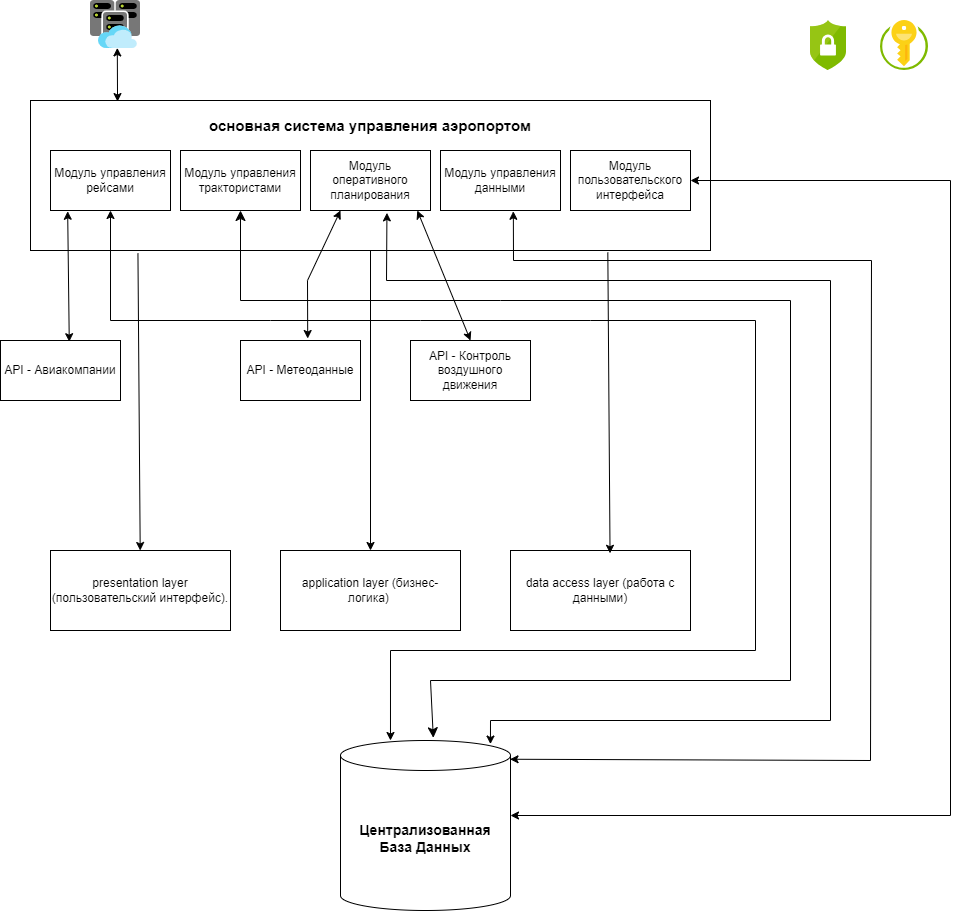 основная система управления аэропортом
Модуль управления
рейсами
Модуль управления
трактористами
Модуль
оперативного
планирования
Модуль управления
данными
Модуль
пользовательского
интерфейса
API - Авиакомпании
API - Метеоданные
API - Контроль
воздушного
движения
presentation layer
(пользовательский интерфейс).
application layer (бизнес-
логика)
data access layer (работа с
данными)
Централизованная
База Данных